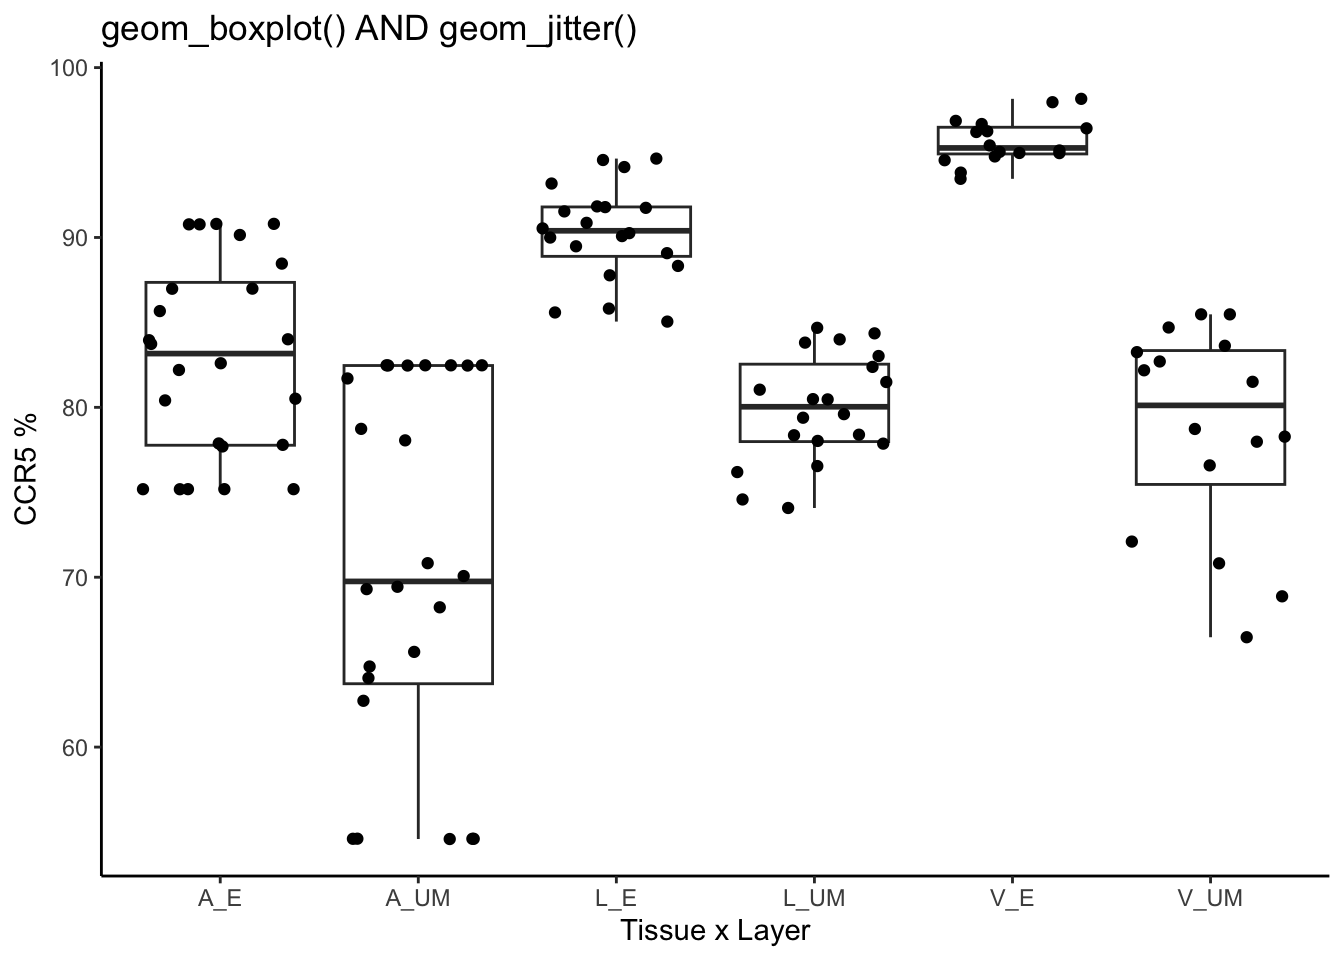 geom_boxplot() AND geom_jitter()
100
90
80
70
60
CCR5 %
A_E A_UM L_E L_UM V_E V_UM
Tissue x Layer